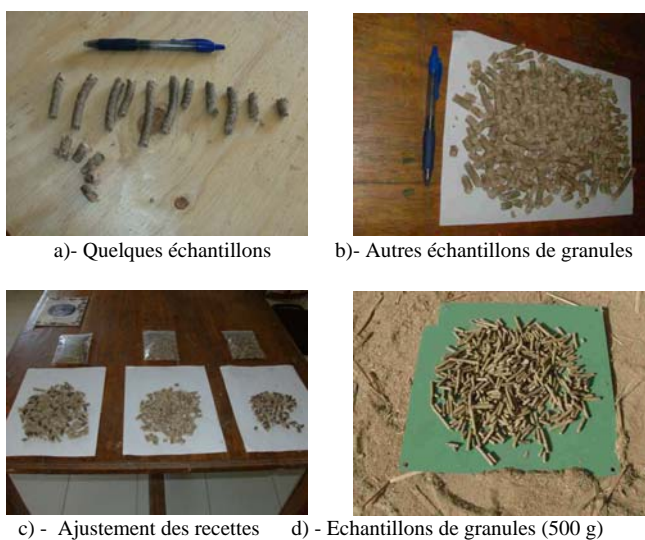 a)- Quelques échantillons
b)- Autres échantillons de granules
c) - Ajustement des recettes
d) - Echantillons de granules (500 g)